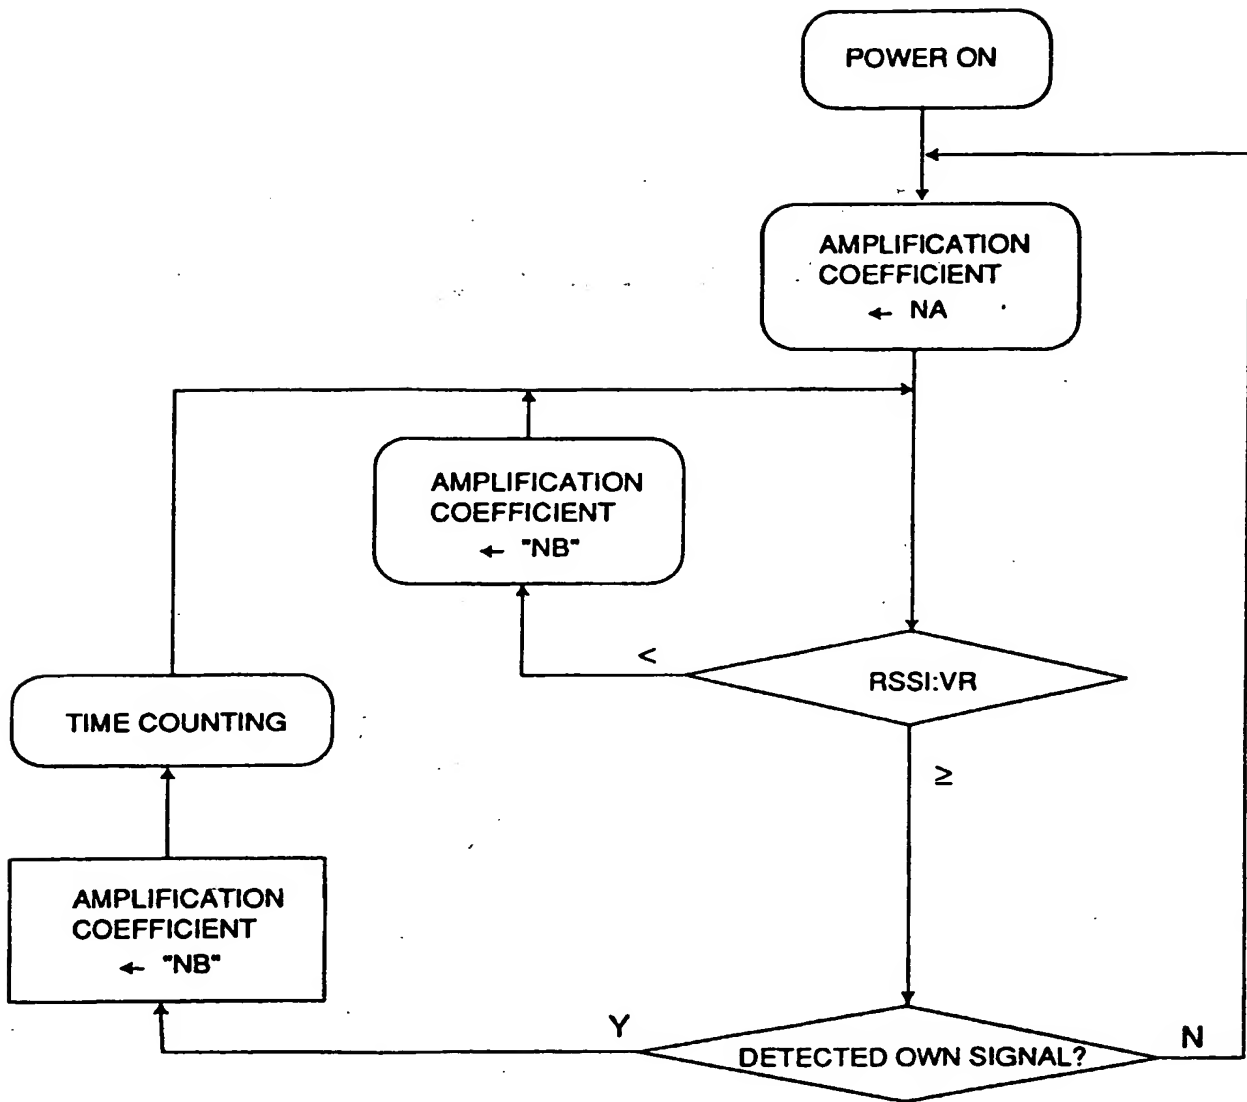 POWER ON
AMPLIFICATION
COEFFICIENT
← NA
AMPLIFICATION
COEFFICIENT
← "NB"
<
RSSI:VR
TIME COUNTING
≥
AMPLIFICATION
COEFFICIENT
← "NB"
Y
DETECTED OWN SIGNAL?
N